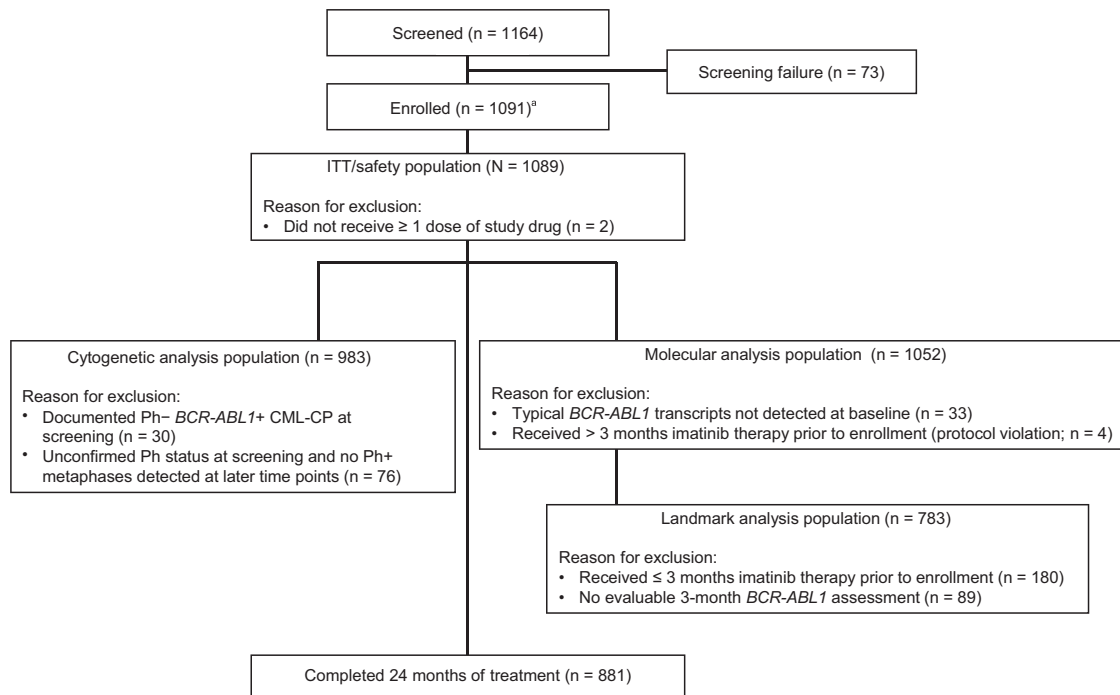 Screened (n = 1164)
Screening failure (n = 73)
Enrolled (n = 1091)ᵃ
ITT/safety population (N = 1089)
Reason for exclusion:
• Did not receive ≥ 1 dose of study drug (n = 2)
Cytogenetic analysis population (n = 983)
Reason for exclusion:
• Documented Ph− BCR-ABL1+ CML-CP at
screening (n = 30)
• Unconfirmed Ph status at screening and no Ph+
metaphases detected at later time points (n = 76)
Molecular analysis population (n = 1052)
Reason for exclusion:
• Typical BCR-ABL1 transcripts not detected at baseline (n = 33)
• Received > 3 months imatinib therapy prior to enrollment (protocol violation; n = 4)
Landmark analysis population (n = 783)
Reason for exclusion:
• Received ≤ 3 months imatinib therapy prior to enrollment (n = 180)
• No evaluable 3-month BCR-ABL1 assessment (n = 89)
Completed 24 months of treatment (n = 881)